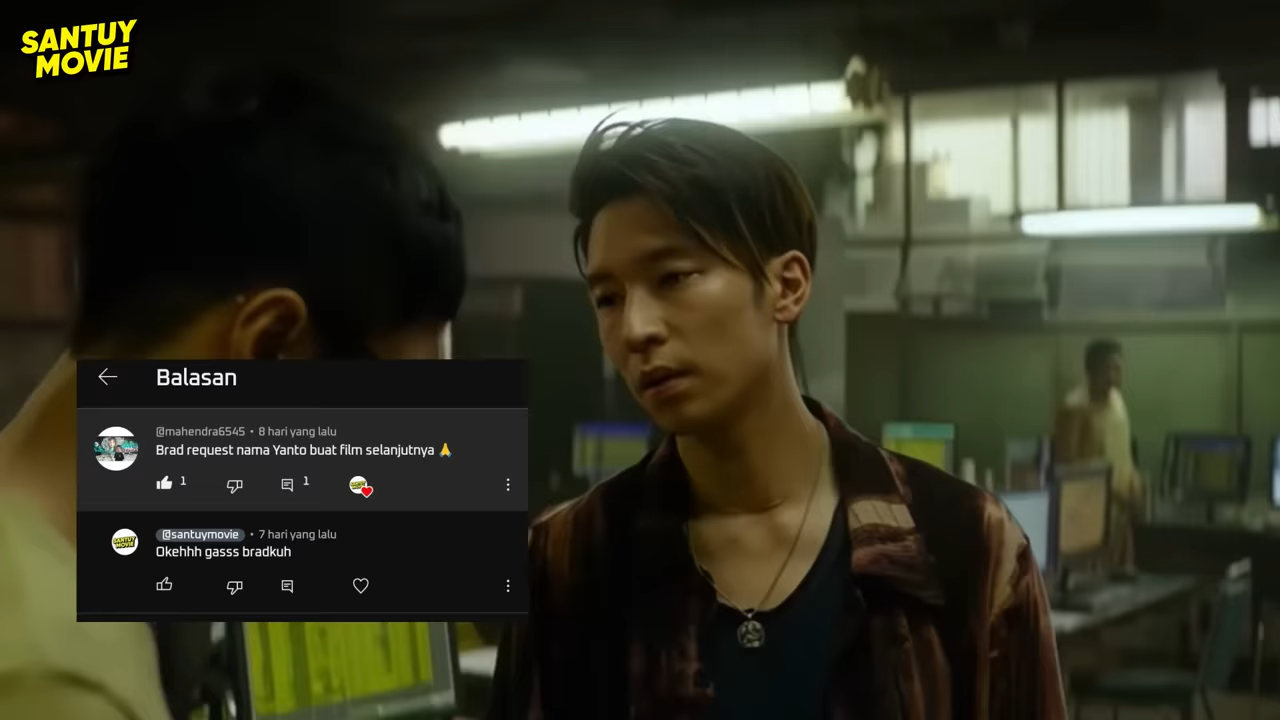 SANTUY
MOVIE
Balasan
@mahendra6545 • 8 hari yang lalu
Brad request nama Yanto buat film selanjutnya 🙏
1
1
@santuymovie • 7 hari yang lalu
Okehhh gasss bradkuh